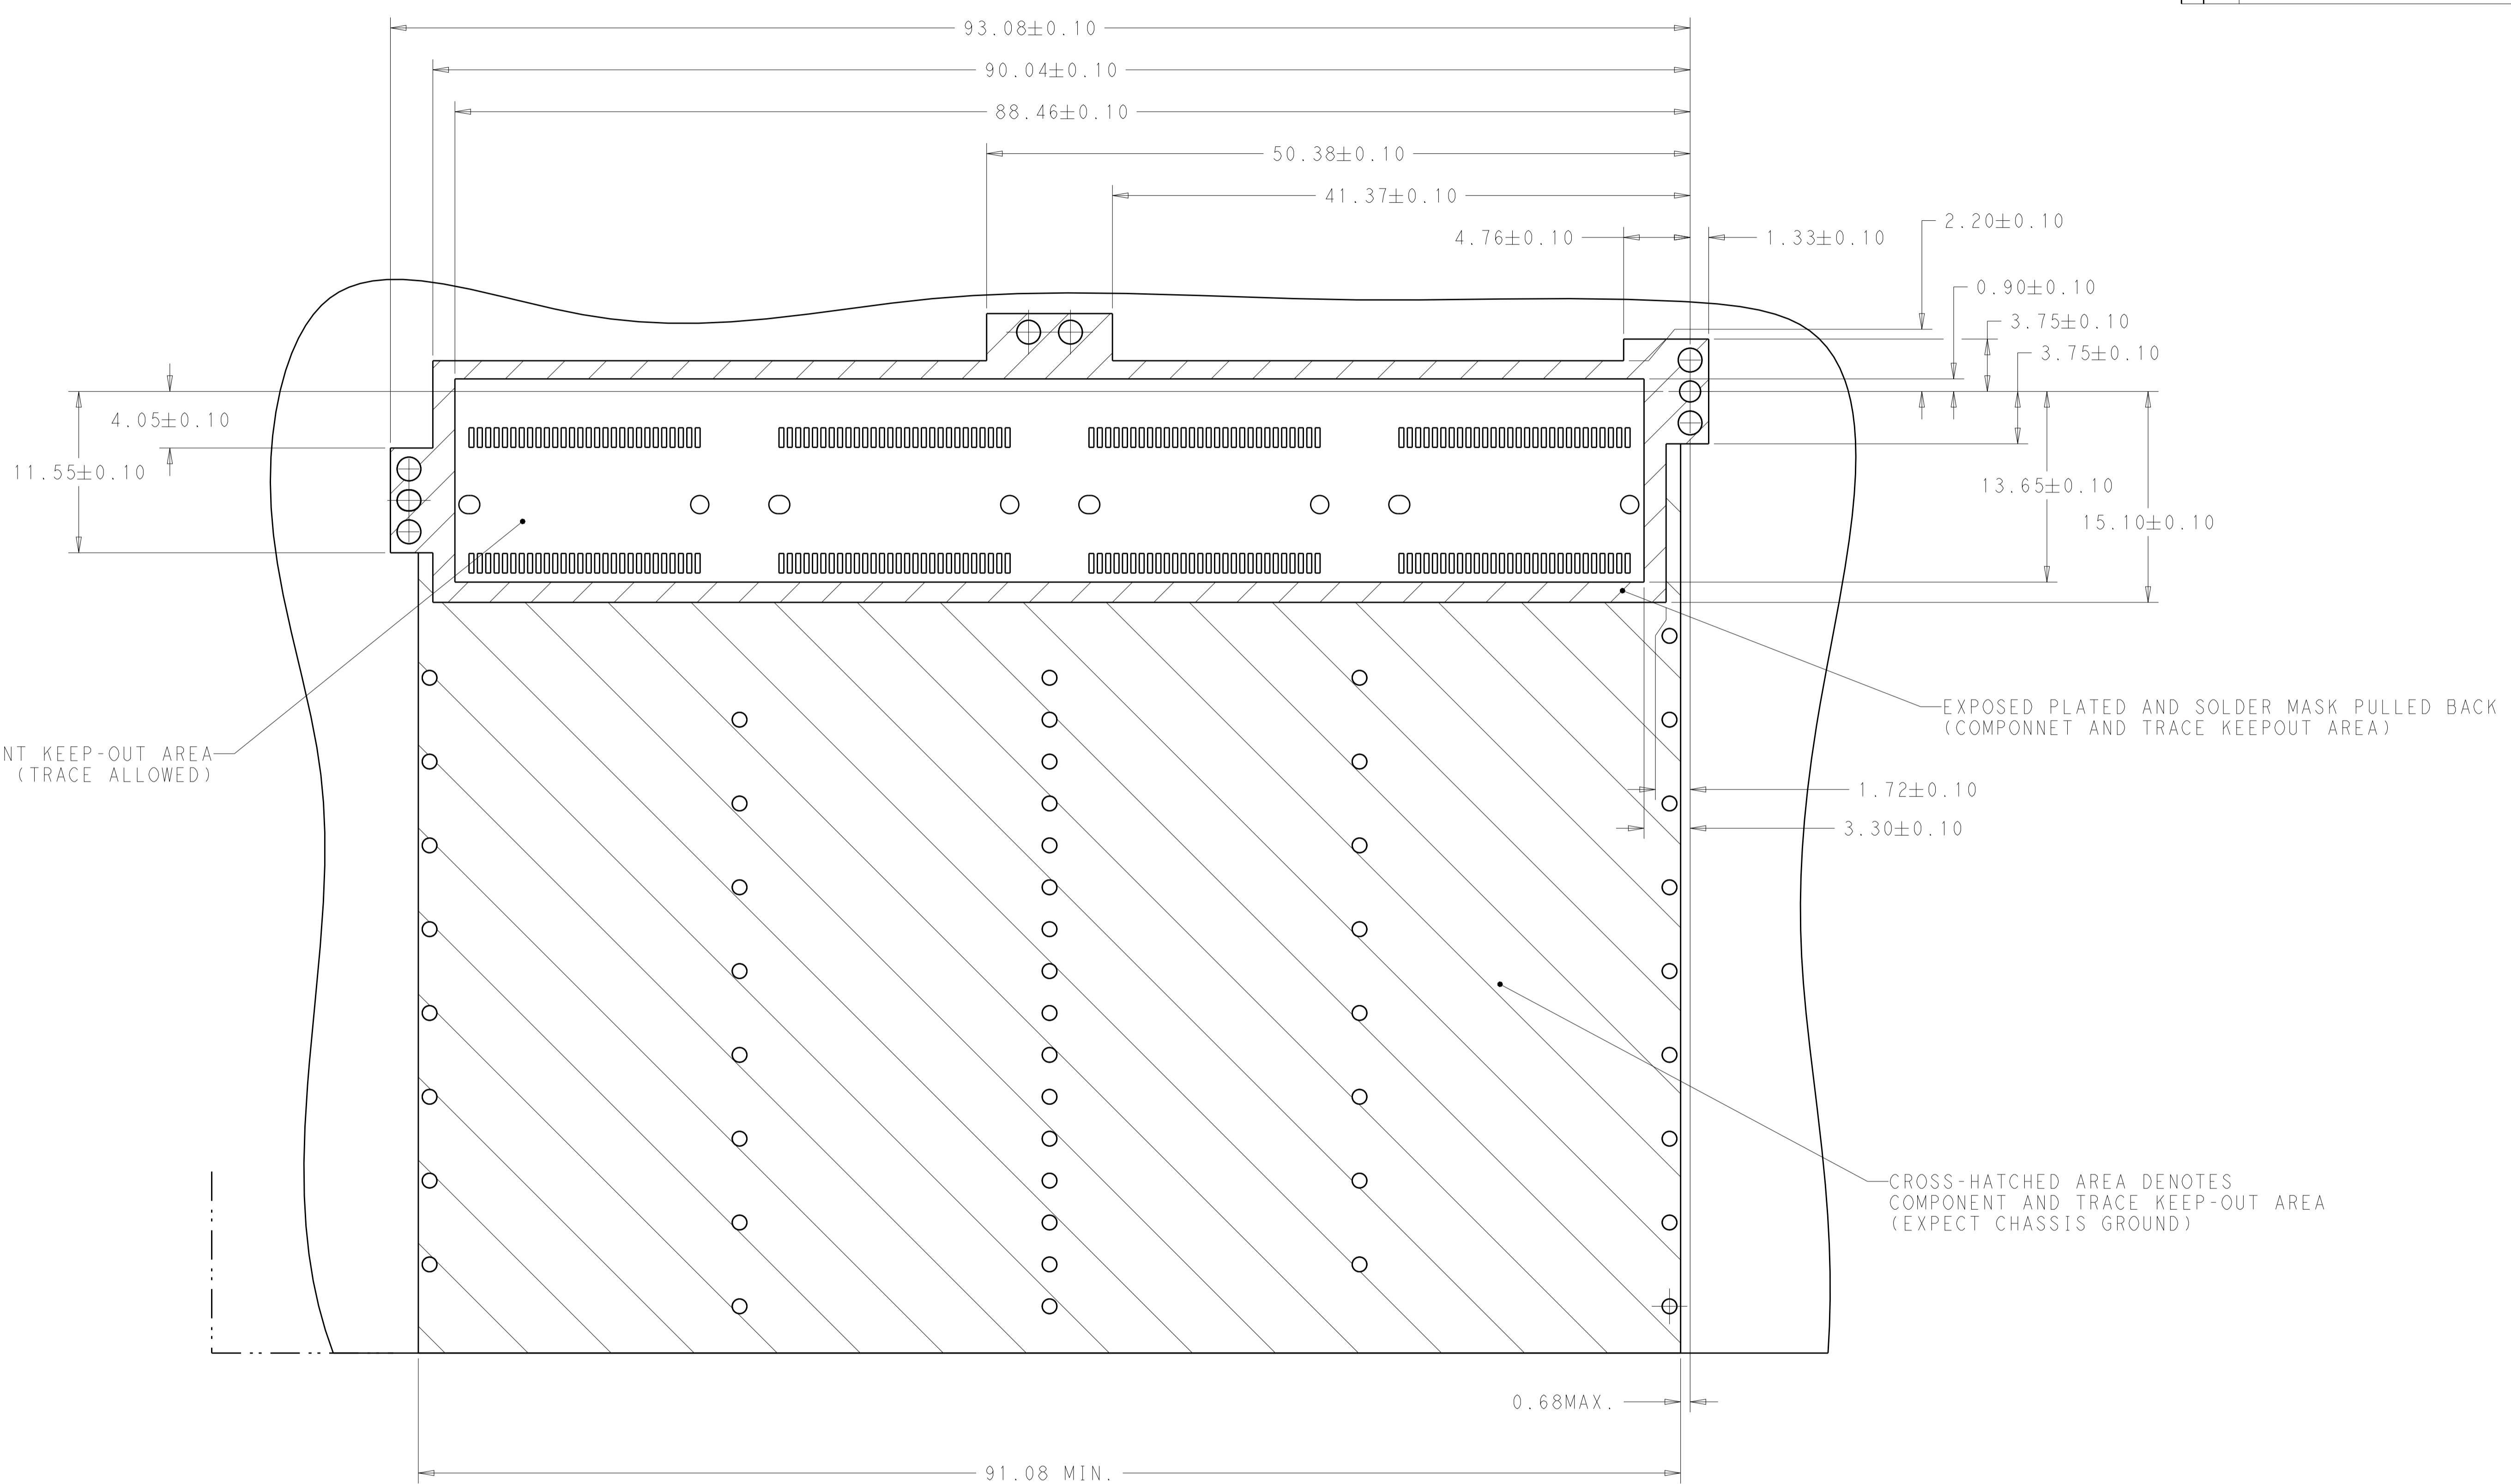 93.08±0.10
90.04±0.10
88.46±0.10
50.38±0.10
41.37±0.10
2.20±0.10
4.76±0.10
1.33±0.10
0.90±0.10
3.75±0.10
3.75±0.10
4.05±0.10
11.55±0.10
13.65±0.10
15.10±0.10
EXPOSED PLATED AND SOLDER MASK PULLED BACK
(COMPONNET AND TRACE KEEPOUT AREA)
NT KEEP-OUT AREA
(TRACE ALLOWED)
1.72±0.10
3.30±0.10
CROSS-HATCHED AREA DENOTES
COMPONENT AND TRACE KEEP-OUT AREA
(EXPECT CHASSIS GROUND)
0.68MAX.
91.08 MIN.